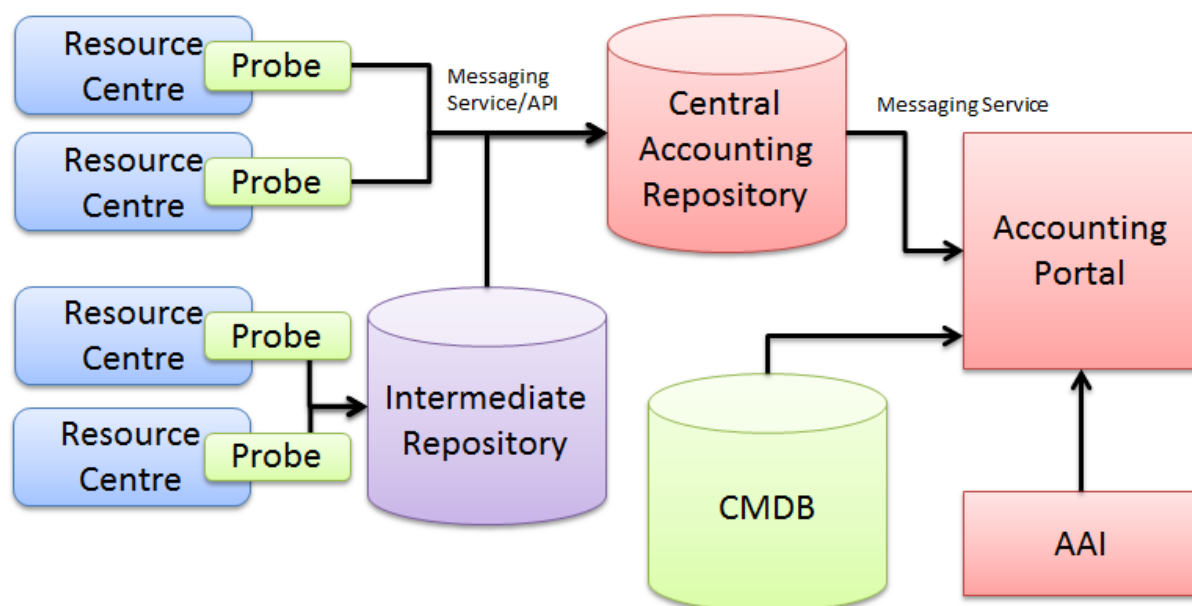 Resource
Centre
Probe
Resource
Centre
Probe
Messaging
Service/API
Central
Accounting
Repository
Messaging Service
Accounting
Portal
Resource
Centre
Probe
Resource
Centre
Probe
Intermediate
Repository
CMDB
AAI